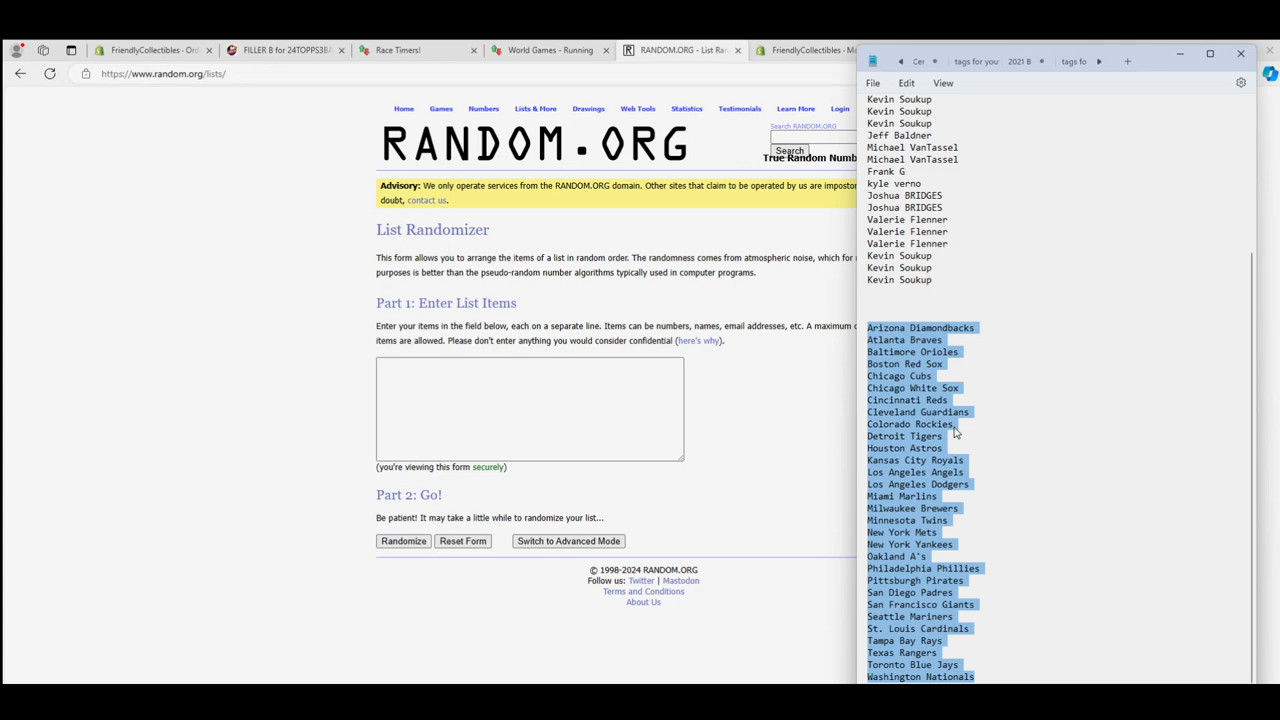 FriendlyCollectibles - Ord
FILLER B for 24TOPPS3BA
Race Timers!
World Games - Running
RANDOM.ORG - List Ran
FriendlyCollectibles - M
https://www.random.org/lists/
Home
Games
Numbers
Lists & More
Drawings
Web Tools
Statistics
Testimonials
Learn More
Login
RANDOM.ORG
Search RANDOM.ORG
Search
True Random Numb
Advisory: We only operate services from the RANDOM.ORG domain. Other sites that claim to be operated by us are impostor
doubt, contact us.
List Randomizer
This form allows you to arrange the items of a list in random order. The randomness comes from atmospheric noise, which for
purposes is better than the pseudo-random number algorithms typically used in computer programs.
Part 1: Enter List Items
Enter your items in the field below, each on a separate line. Items can be numbers, names, email addresses, etc. A maximum o
items are allowed. Please don't enter anything you would consider confidential (here's why).
(you're viewing this form securely)
Part 2: Go!
Be patient! It may take a little while to randomize your list...
Randomize
Reset Form
Switch to Advanced Mode
© 1998-2024 RANDOM.ORG
Follow us: Twitter | Mastodon
Terms and Conditions
About Us
Cer
tags for you
2021 B
tags fo
File
Edit
View
Kevin Soukup
Kevin Soukup
Kevin Soukup
Jeff Baldner
Michael VanTassel
Michael VanTassel
Frank G
kyle verno
Joshua BRIDGES
Joshua BRIDGES
Valerie Flenner
Valerie Flenner
Valerie Flenner
Kevin Soukup
Kevin Soukup
Kevin Soukup
Arizona Diamondbacks
Atlanta Braves
Baltimore Orioles
Boston Red Sox
Chicago Cubs
Chicago White Sox
Cincinnati Reds
Cleveland Guardians
Colorado Rockies
Detroit Tigers
Houston Astros
Kansas City Royals
Los Angeles Angels
Los Angeles Dodgers
Miami Marlins
Milwaukee Brewers
Minnesota Twins
New York Mets
New York Yankees
Oakland A's
Philadelphia Phillies
Pittsburgh Pirates
San Diego Padres
San Francisco Giants
Seattle Mariners
St. Louis Cardinals
Tampa Bay Rays
Texas Rangers
Toronto Blue Jays
Washington Nationals